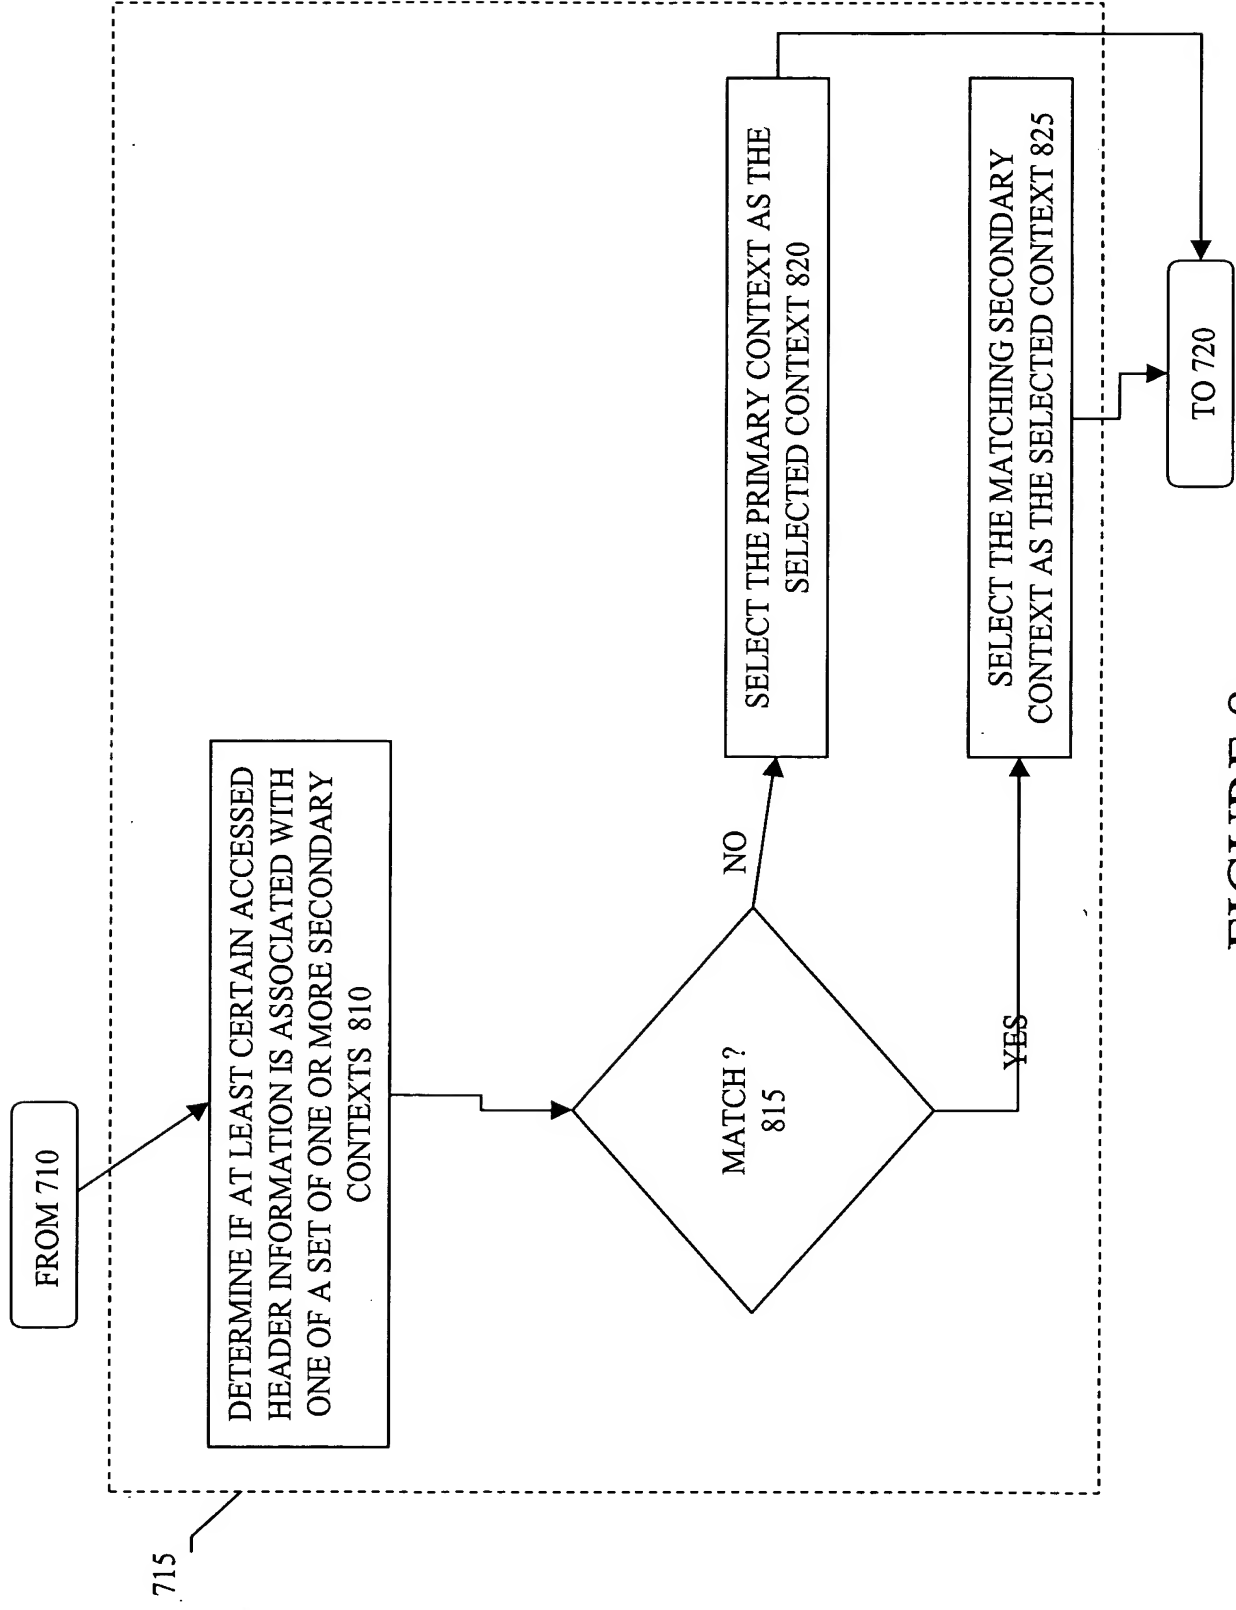 715
FROM 710
DETERMINE IF AT LEAST CERTAIN ACCESSED
HEADER INFORMATION IS ASSOCIATED WITH
ONE OF A SET OF ONE OR MORE SECONDARY
CONTEXTS 810
MATCH ?
815
NO
YES
SELECT THE PRIMARY CONTEXT AS THE
SELECTED CONTEXT 820
SELECT THE MATCHING SECONDARY
CONTEXT AS THE SELECTED CONTEXT 825
TO 720
FIGURE